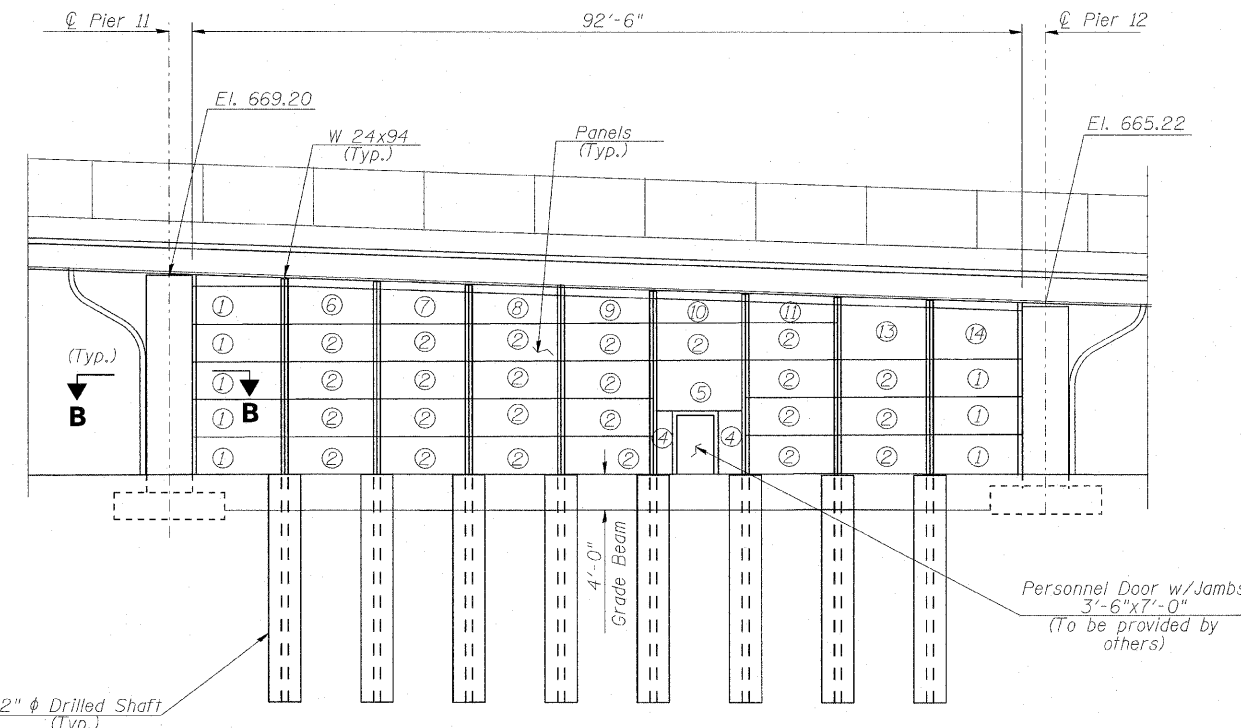 ℄ Pier 11
92'-6"
℄ Pier 12
El. 669.20
W 24x94
(Typ.)
Panels
(Typ.)
El. 665.22
1 6 7 8 9 10 11 13 14
1 2 2 2 2 2 2
1 2 2 2 2 5 2 2 1
1 2 2 2 2 4 4 2 2 1
1 2 2 2 2 2 2 1
(Typ.)
B
B
4'-0"
Grade Beam
Personnel Door w/Jambs
3'-6"x7'-0"
(To be provided by
others)
2" ϕ Drilled Shaft
(Typ.)